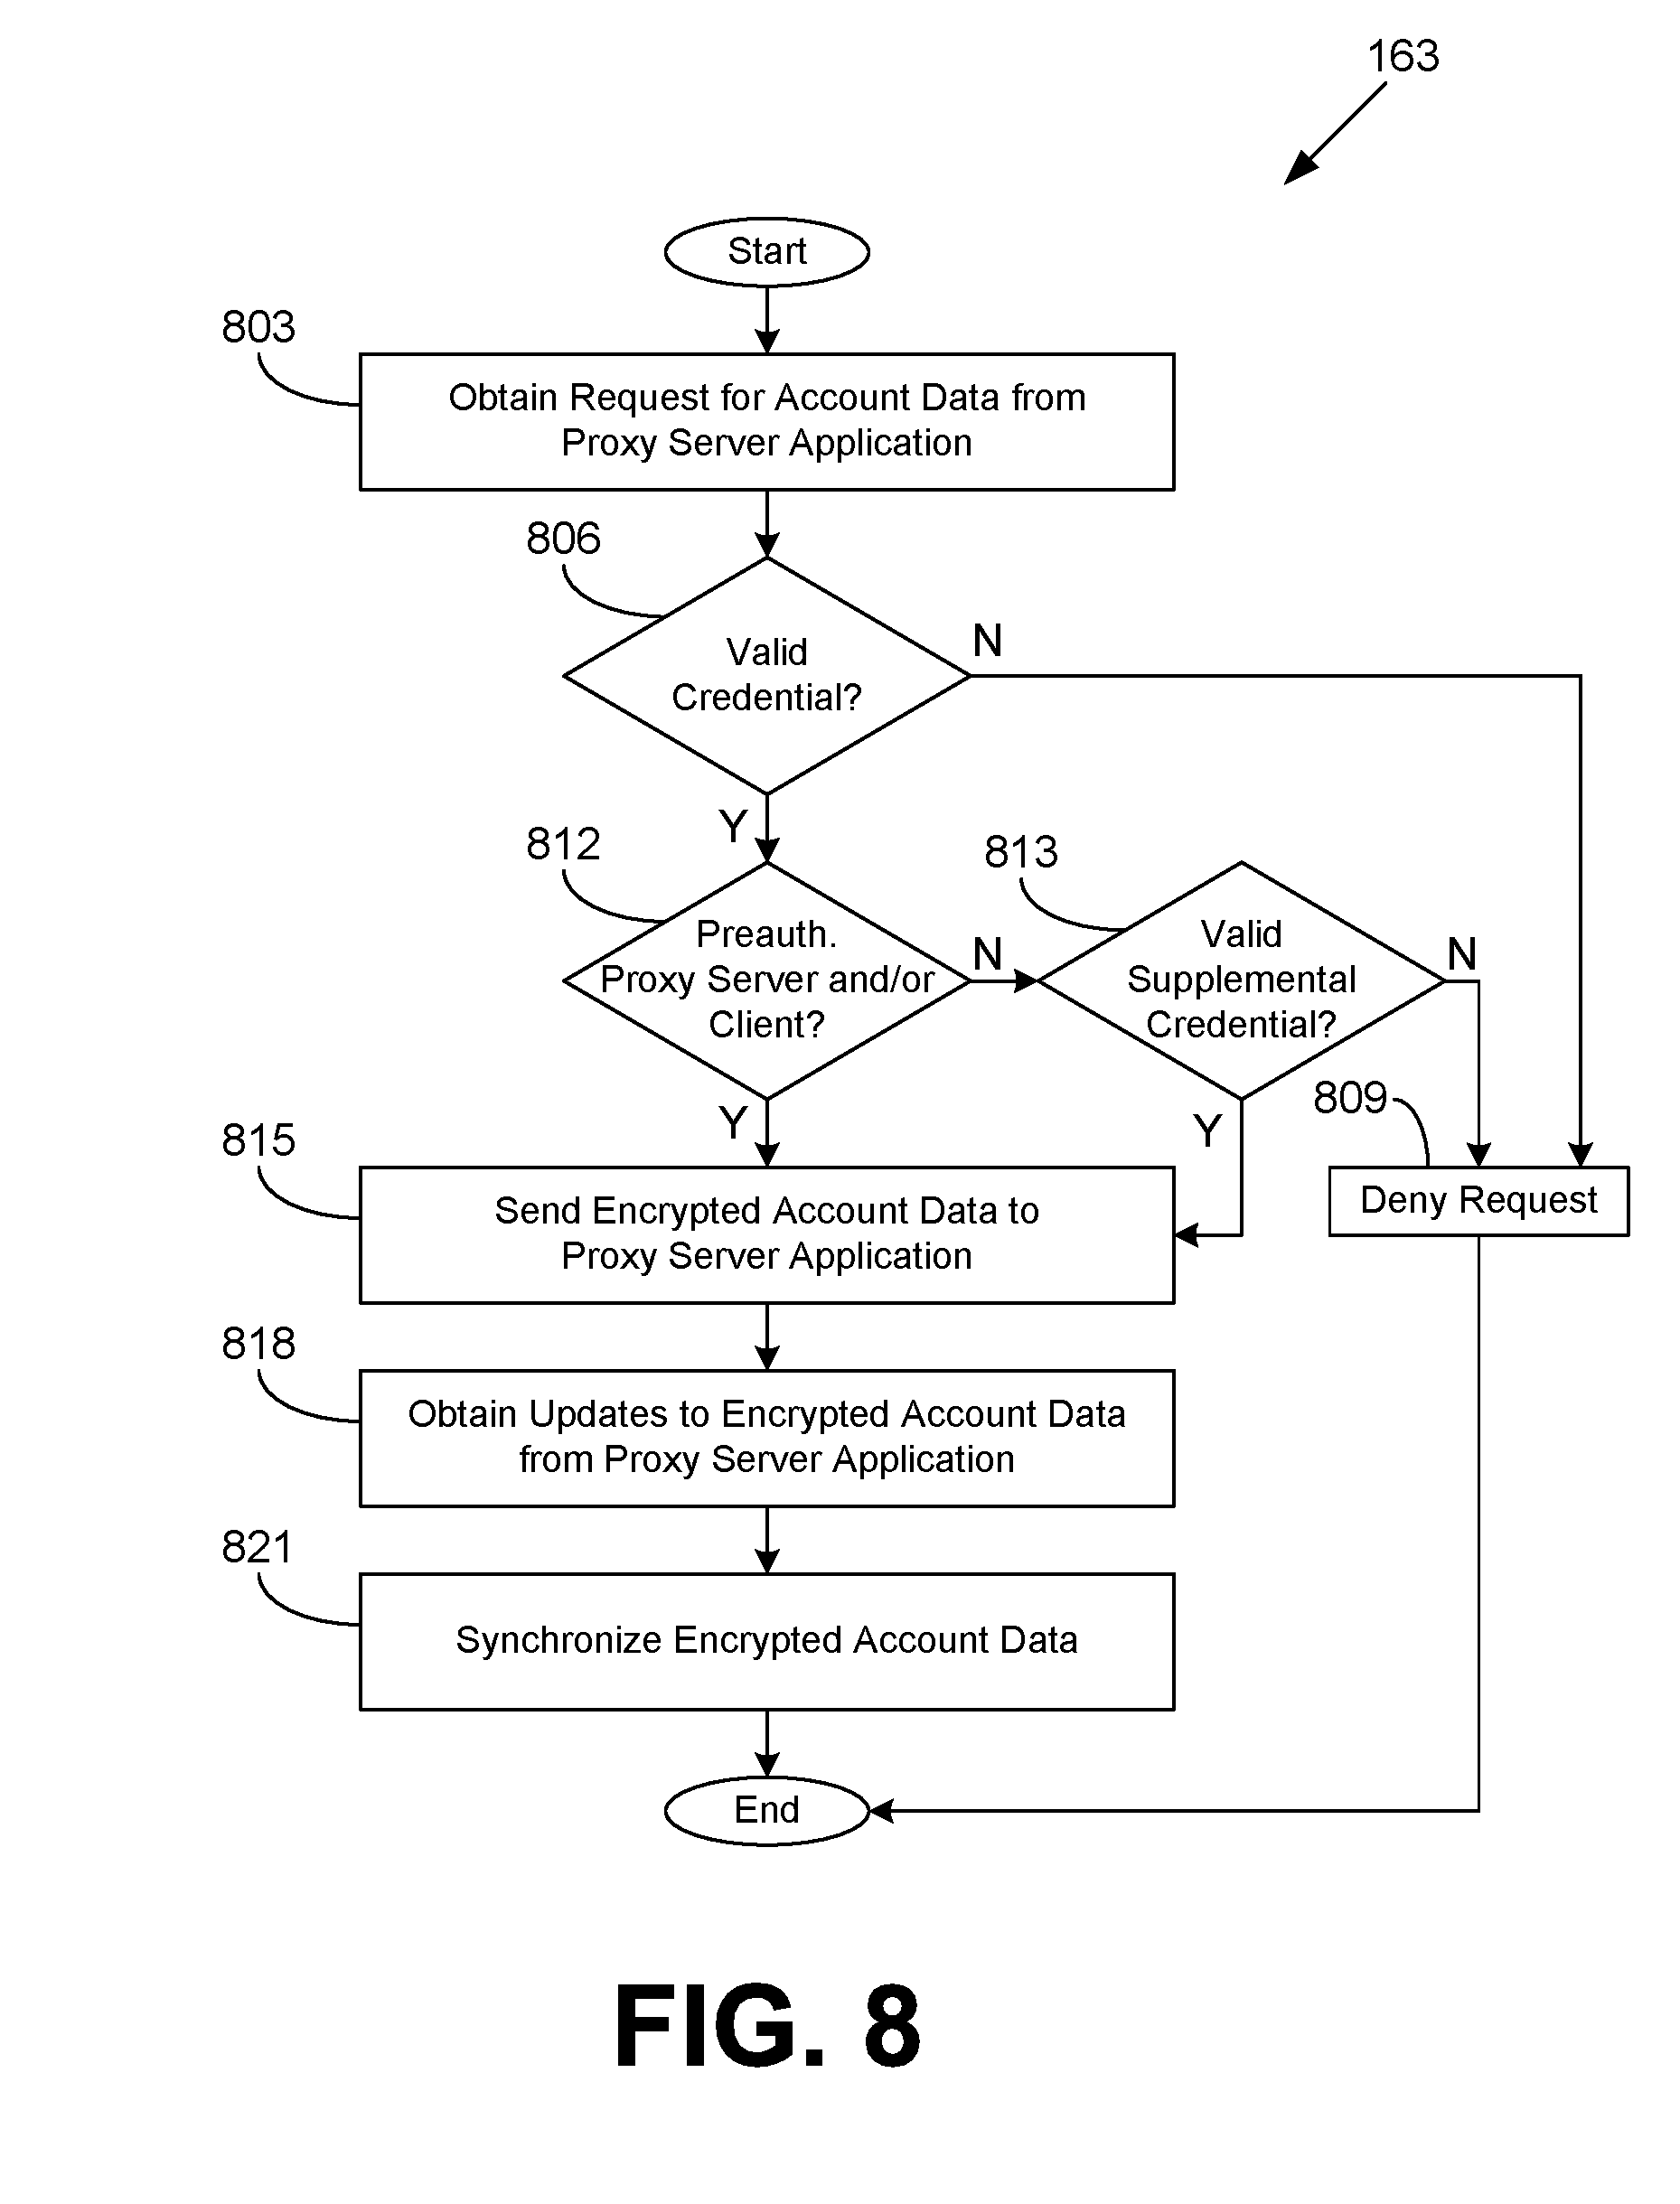 163
Start
803
Obtain Request for Account Data from
Proxy Server Application
806
Valid
Credential?
N
Y
812
Preauth.
Proxy Server and/or
Client?
N
Y
813
Valid
Supplemental
Credential?
N
Y
809
Deny Request
815
Send Encrypted Account Data to
Proxy Server Application
818
Obtain Updates to Encrypted Account Data
from Proxy Server Application
821
Synchronize Encrypted Account Data
End
FIG. 8